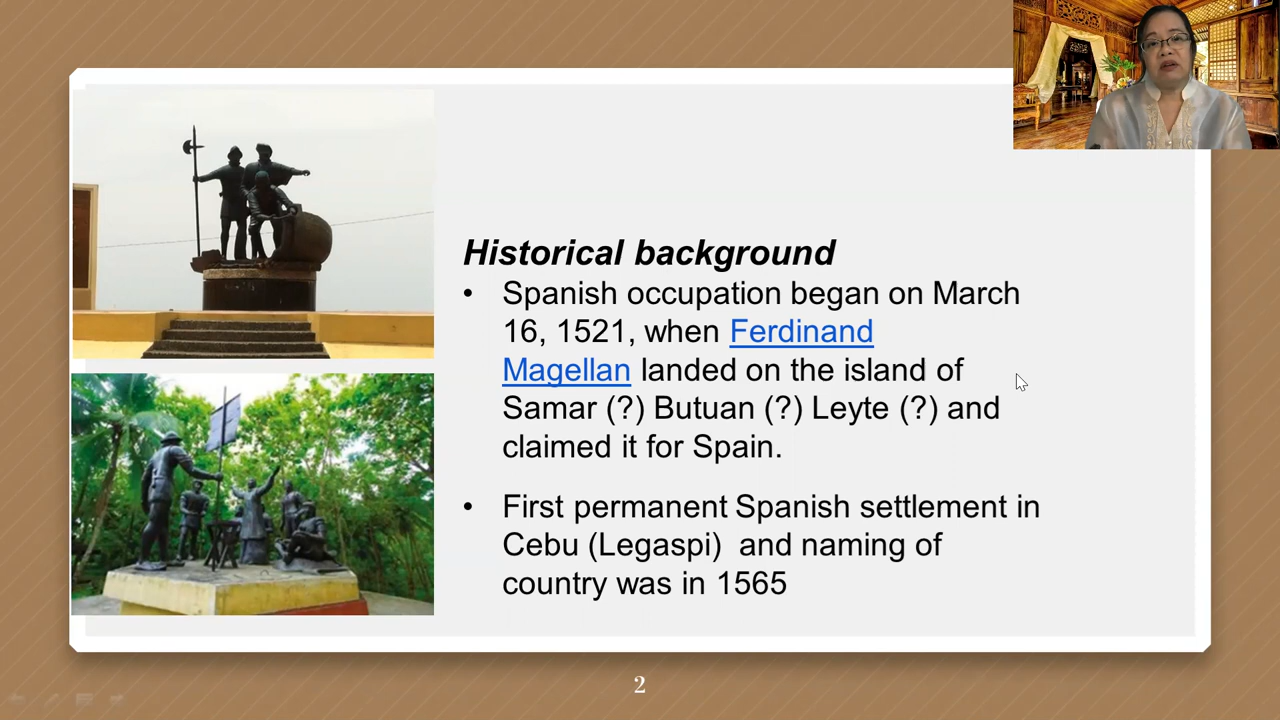 Historical background
• Spanish occupation began on March
16, 1521, when Ferdinand
Magellan landed on the island of
Samar (?) Butuan (?) Leyte (?) and
claimed it for Spain.
• First permanent Spanish settlement in
Cebu (Legaspi)  and naming of
country was in 1565
2